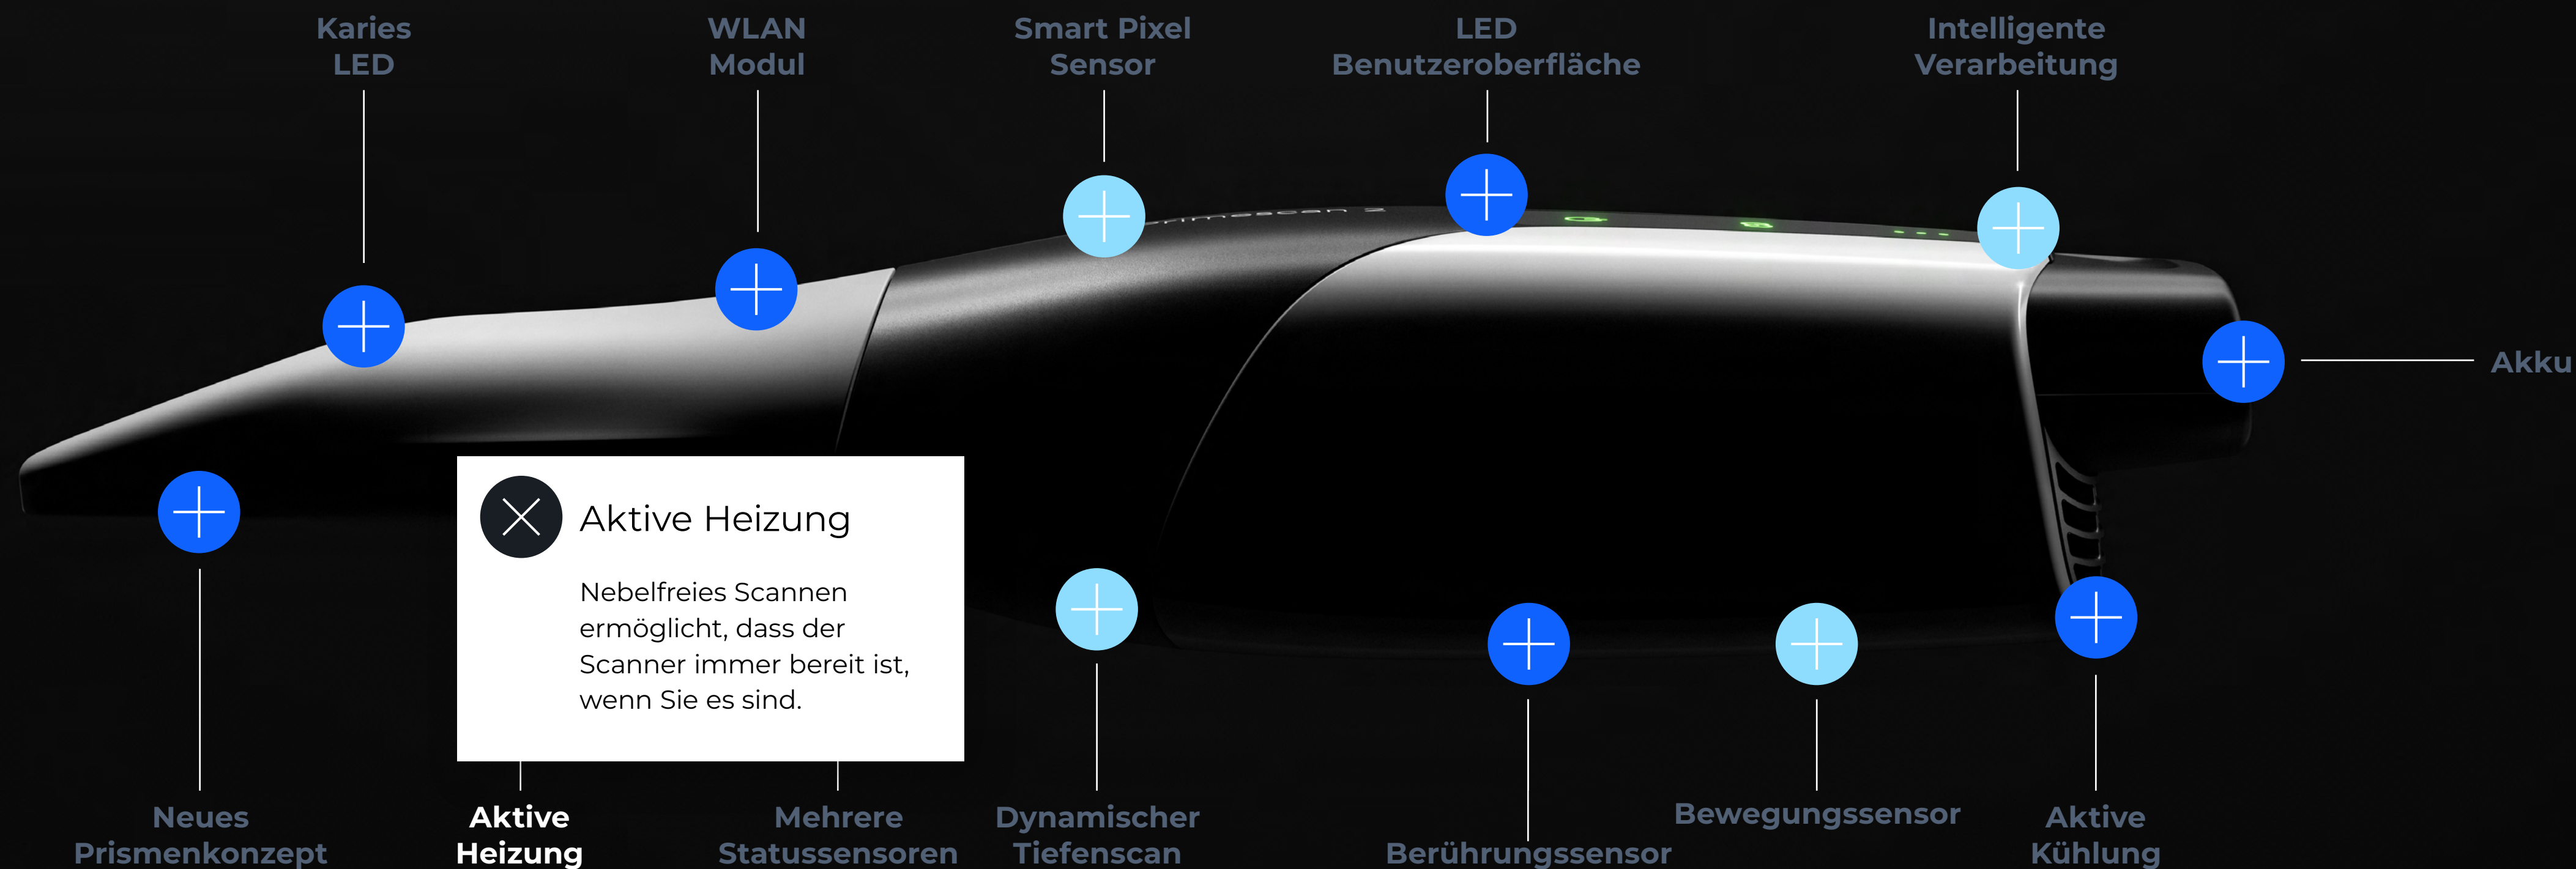 Karies
LED
WLAN
Modul
Smart Pixel
Sensor
LED
Benutzeroberfläche
Intelligente
Verarbeitung
primescan 2
Akku
Aktive Heizung
Nebelfreies Scannen
ermöglicht, dass der
Scanner immer bereit ist,
wenn Sie es sind.
Neues
Prismenkonzept
Aktive
Heizung
Mehrere
Statussensoren
Dynamischer
Tiefenscan
Berührungssensor
Bewegungssensor
Aktive
Kühlung